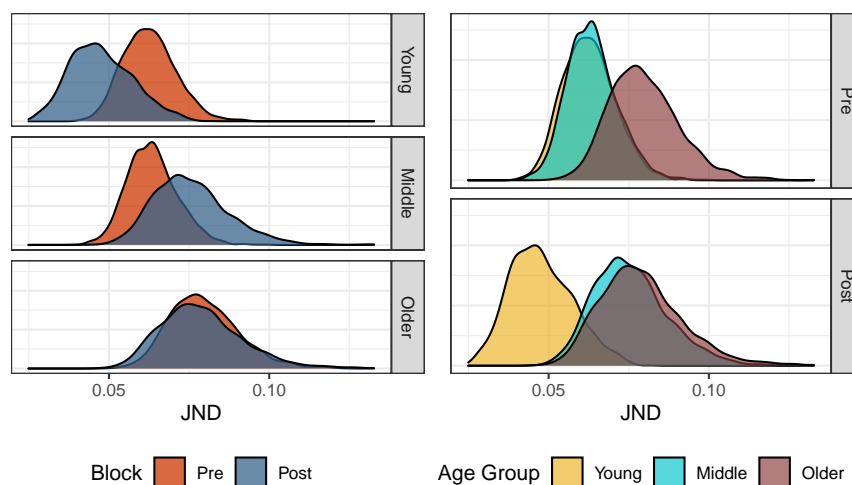 Young
Middle
Older
0.05 0.10
JND
Block Pre Post
Pre
Post
0.05 0.10
JND
Age Group Young Middle Older